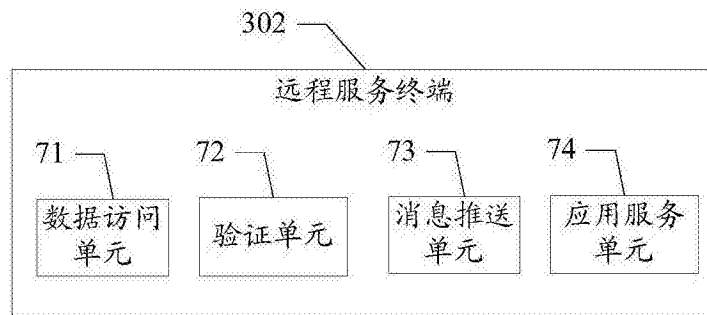 302
远程服务终端
71
72
73
74
数据访问
单元
验证单元
消息推送
单元
应用服务
单元